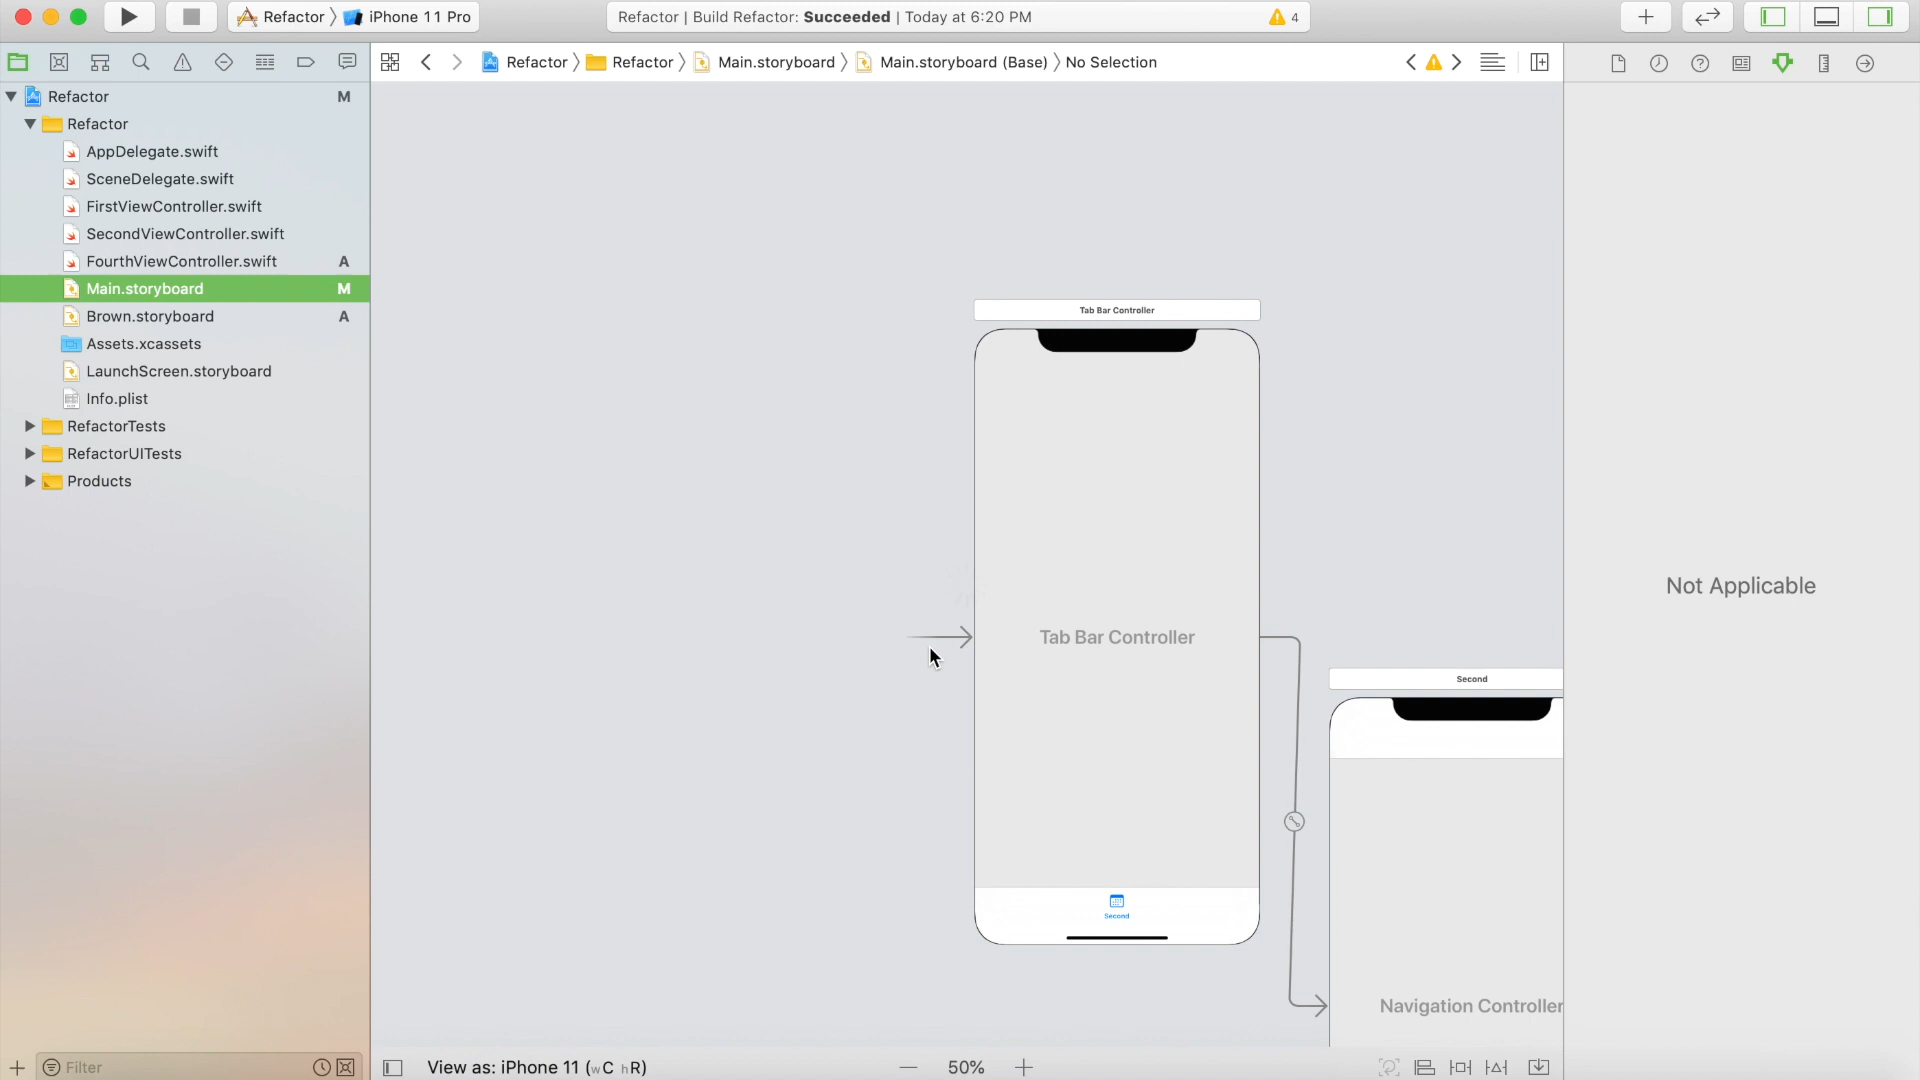 Refactor
iPhone 11 Pro
Refactor | Build Refactor: Succeeded | Today at 6:20 PM
4
Refactor
Refactor
Main.storyboard
Main.storyboard (Base)
No Selection
Refactor
M
Refactor
AppDelegate.swift
SceneDelegate.swift
FirstViewController.swift
SecondViewController.swift
FourthViewController.swift
A
Main.storyboard
M
Brown.storyboard
A
Assets.xcassets
LaunchScreen.storyboard
Info.plist
RefactorTests
RefactorUITests
Products
Tab Bar Controller
Tab Bar Controller
Second
Second
Navigation Controller
Not Applicable
Filter
View as: iPhone 11 (wC hR)
50%